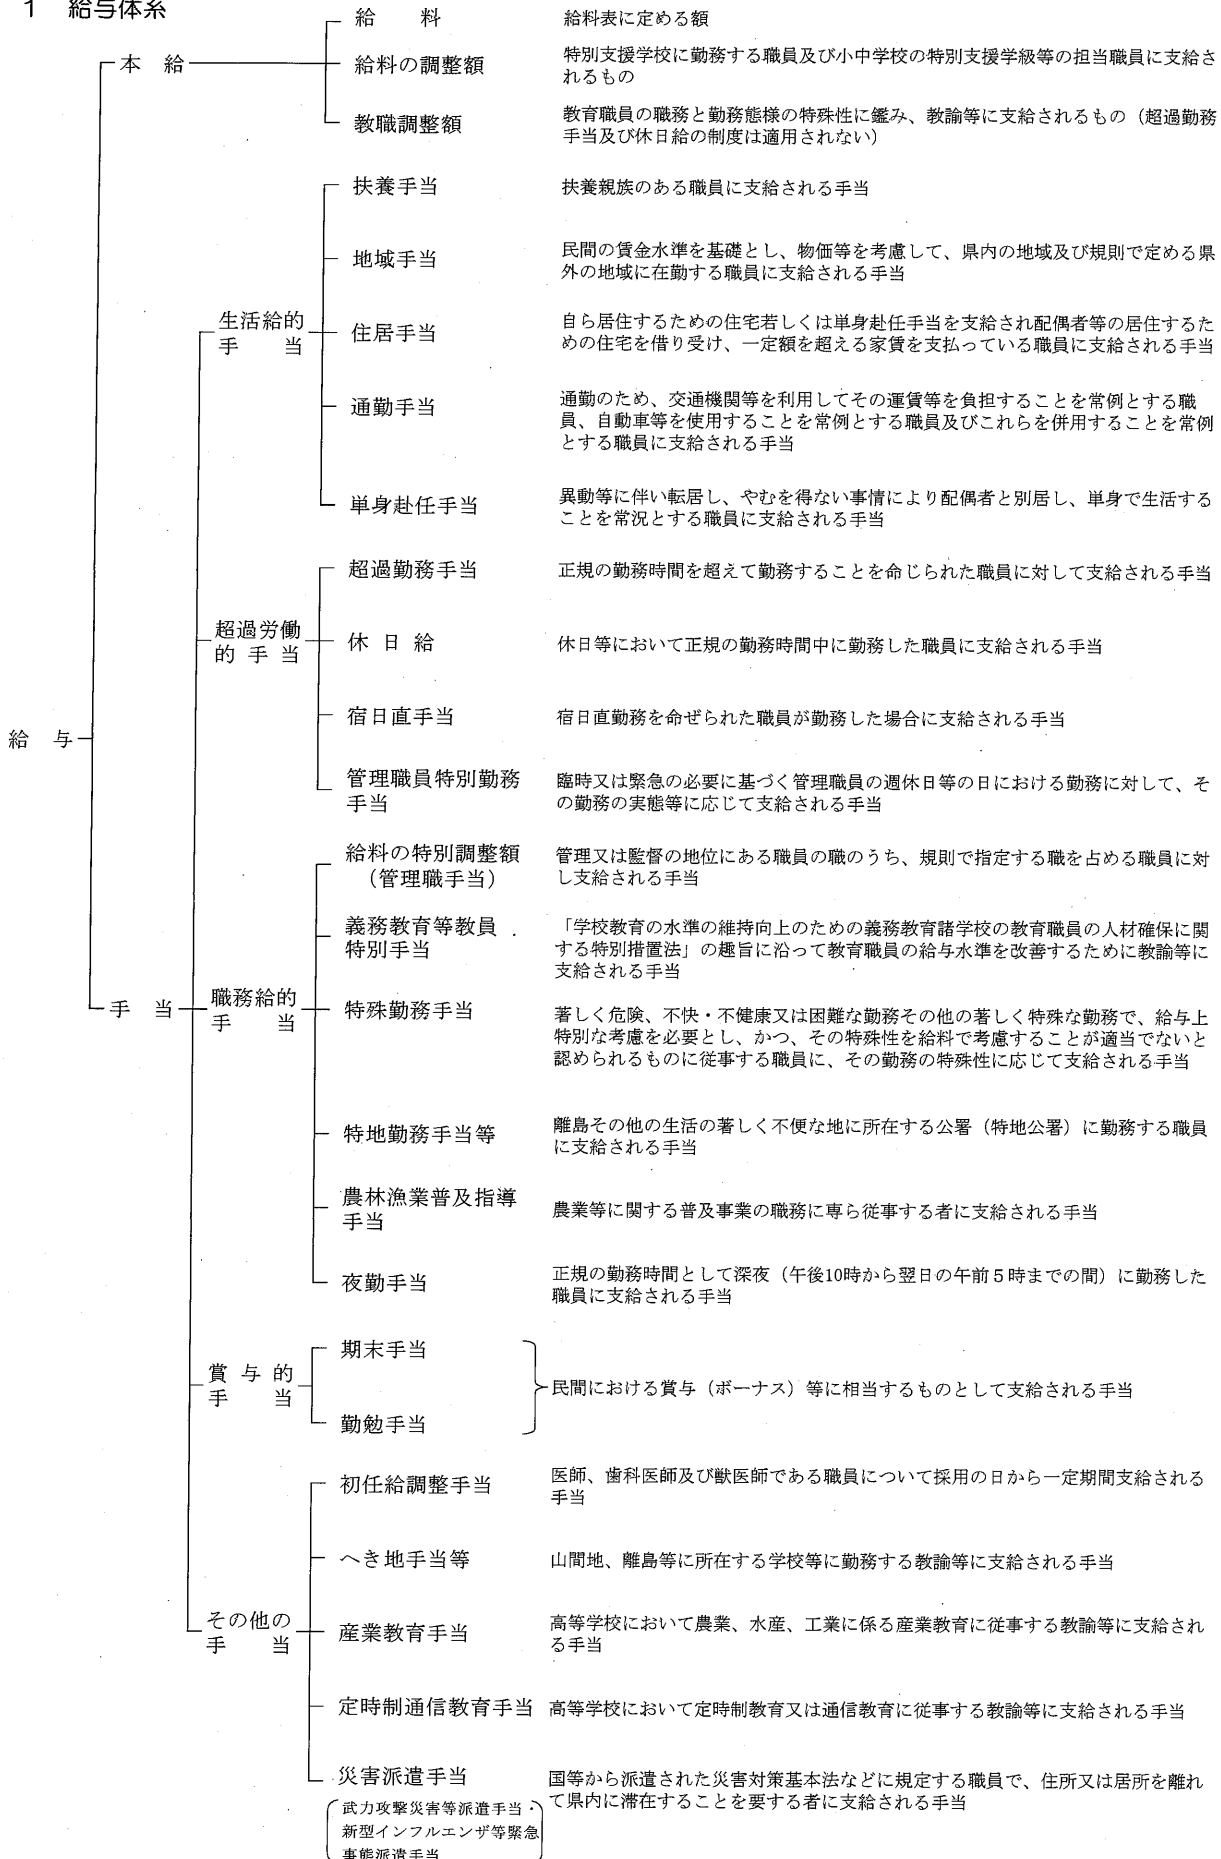 1 給与体系
給 料
給料表に定める額
本 給
給料の調整額
特別支援学校に勤務する職員及び小中学校の特別支援学級等の担当職員に支給さ
れるもの
教職調整額
教育職員の職務と勤務態様の特殊性に鑑み、教諭等に支給されるもの（超過勤務
手当及び休日給の制度は適用されない）
扶養手当
扶養親族のある職員に支給される手当
地域手当
民間の賃金水準を基礎とし、物価等を考慮して、県内の地域及び規則で定める県
外の地域に在勤する職員に支給される手当
生活給的
手 当
住居手当
自ら居住するための住宅若しくは単身赴任手当を支給され配偶者等の居住するた
めの住宅を借り受け、一定額を超える家賃を支払っている職員に支給される手当
通勤手当
通勤のため、交通機関等を利用してその運賃等を負担することを常例とする職
員、自動車等を使用することを常例とする職員及びこれらを併用することを常例
とする職員に支給される手当
単身赴任手当
異動等に伴い転居し、やむを得ない事情により配偶者と別居し、単身で生活する
ことを常況とする職員に支給される手当
超過勤務手当
正規の勤務時間を超えて勤務することを命じられた職員に対して支給される手当
超過労働
的 手 当
休 日 給
休日等において正規の勤務時間中に勤務した職員に支給される手当
宿日直手当
宿日直勤務を命ぜられた職員が勤務した場合に支給される手当
給 与
管理職員特別勤務
手当
臨時又は緊急の必要に基づく管理職員の週休日等の日における勤務に対して、そ
の勤務の実態等に応じて支給される手当
給料の特別調整額
（管理職手当）
管理又は監督の地位にある職員の職のうち、規則で指定する職を占める職員に対
し支給される手当
義務教育等教員
特別手当
「学校教育の水準の維持向上のための義務教育諸学校の教育職員の人材確保に関
する特別措置法」の趣旨に沿って教育職員の給与水準を改善するために教諭等に
支給される手当
手 当
職務給的
手 当
特殊勤務手当
著しく危険、不快・不健康又は困難な勤務その他の著しく特殊な勤務で、給与上
特別な考慮を必要とし、かつ、その特殊性を給料で考慮することが適当でないと
認められるものに従事する職員に、その勤務の特殊性に応じて支給される手当
特地勤務手当等
離島その他の生活の著しく不便な地に所在する公署（特地公署）に勤務する職員
に支給される手当
農林漁業普及指導
手当
農業等に関する普及事業の職務に専ら従事する者に支給される手当
夜勤手当
正規の勤務時間として深夜（午後10時から翌日の午前５時までの間）に勤務した
職員に支給される手当
期末手当
賞 与 的
手 当
民間における賞与（ボーナス）等に相当するものとして支給される手当
勤勉手当
初任給調整手当
医師、歯科医師及び獣医師である職員について採用の日から一定期間支給される
手当
へき地手当等
山間地、離島等に所在する学校等に勤務する教諭等に支給される手当
その他の
手 当
産業教育手当
高等学校において農業、水産、工業に係る産業教育に従事する教諭等に支給され
る手当
定時制通信教育手当
高等学校において定時制教育又は通信教育に従事する教諭等に支給される手当
災害派遣手当
国等から派遣された災害対策基本法などに規定する職員で、住所又は居所を離れ
て県内に滞在することを要する者に支給される手当
武力攻撃災害等派遣手当・
新型インフルエンザ等緊急
事態派遣手当